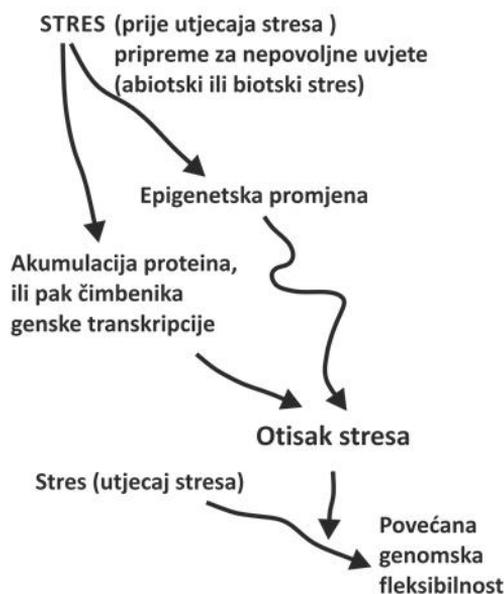 STRES (prije utjecaja stresa )
pripreme za nepovoljne uvjete
(abiotski ili biotski stres)
Epigenetska promjena
Akumulacija proteina,
ili pak čimbenika
genske transkripcije
Otisak stresa
Stres (utjecaj stresa)
Povećana
genomska
fleksibilnost